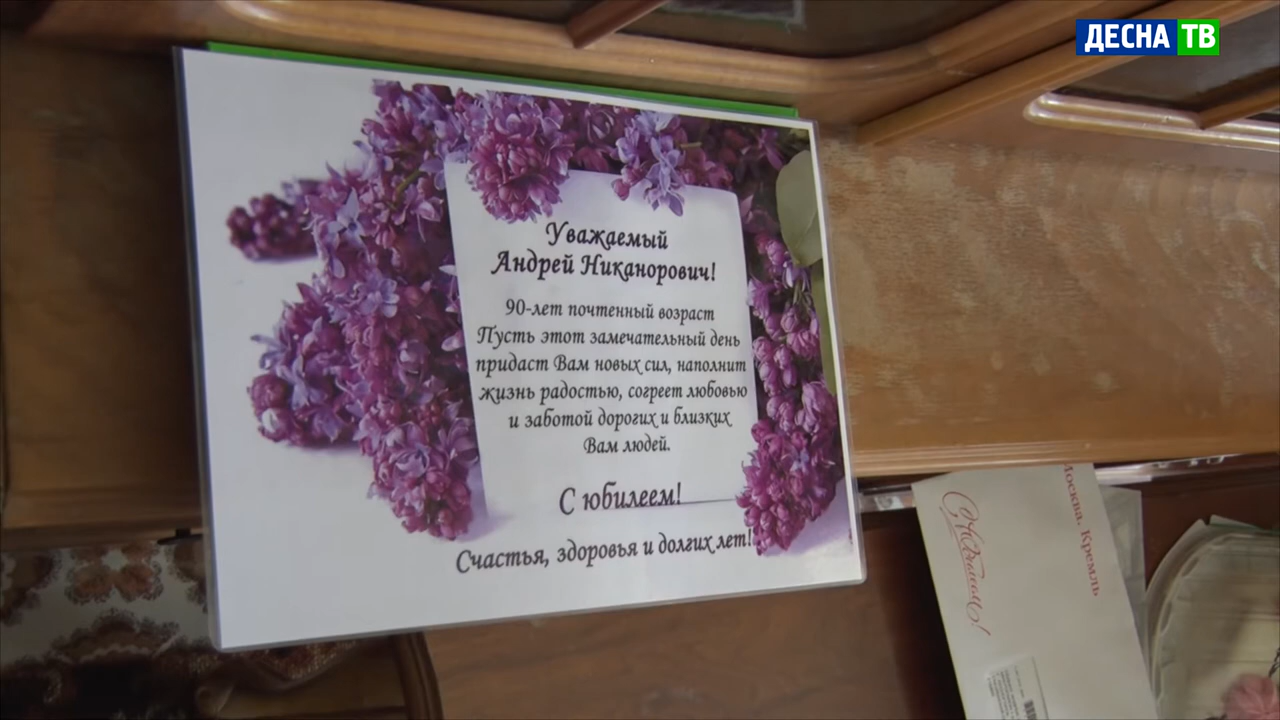 ДЕСНА ТВ
Уважаемый
Андрей Никанорович!
90-лет почтенный возраст
Пусть этот замечательный день
придаст Вам новых сил, наполнит
жизнь радостью, согреет любовью
и заботой дорогих и близких
Вам людей.
С юбилеем!
Счастья, здоровья и долгих лет!
Москва, Кремль
С юбилеем!